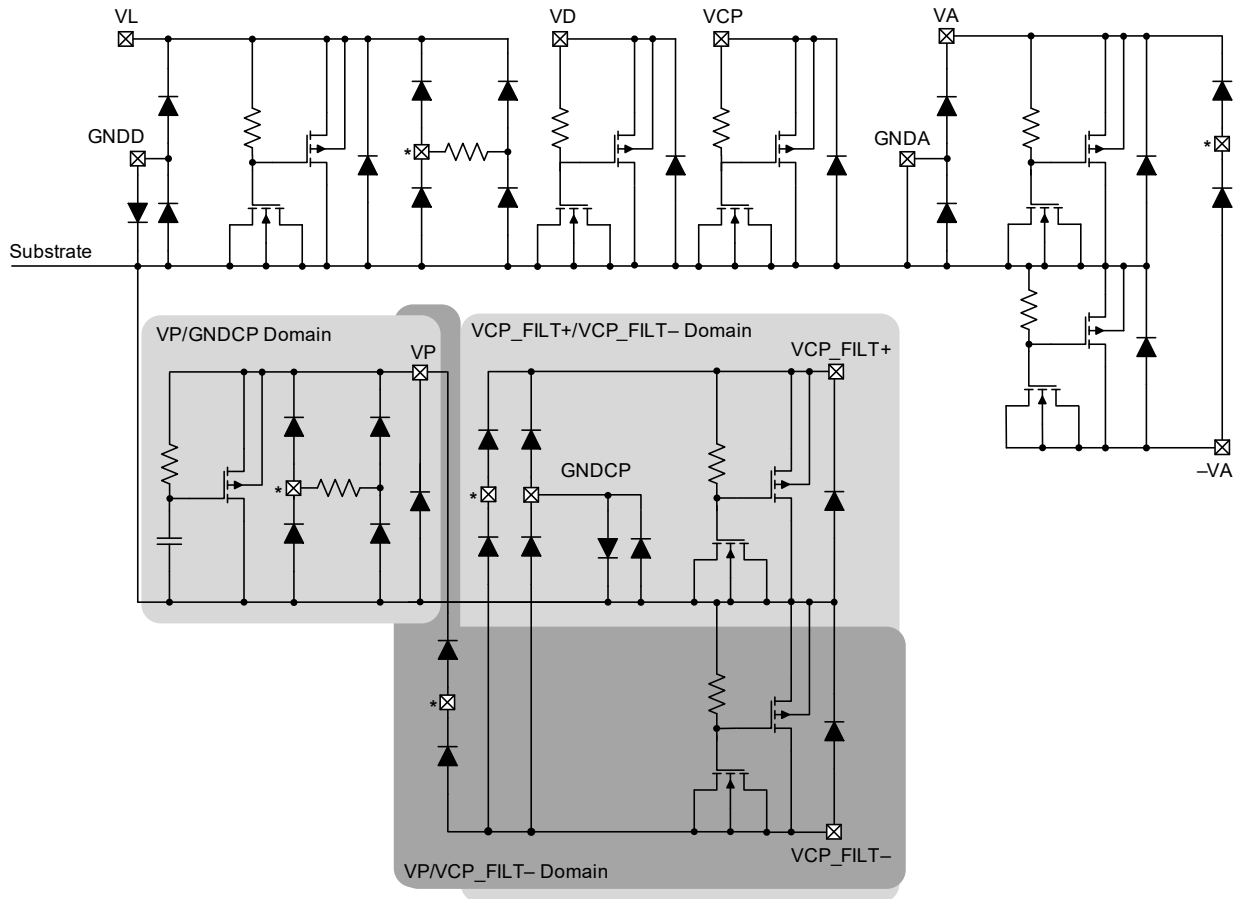 VL
VD
VCP
VA
GNDD
GNDA
*
*
Substrate
VP/GNDCP Domain
VP
VCP_FILT+/VCP_FILT– Domain
VCP_FILT+
–VA
GNDCP
*
*
*
VCP_FILT–
VP/VCP_FILT– Domain